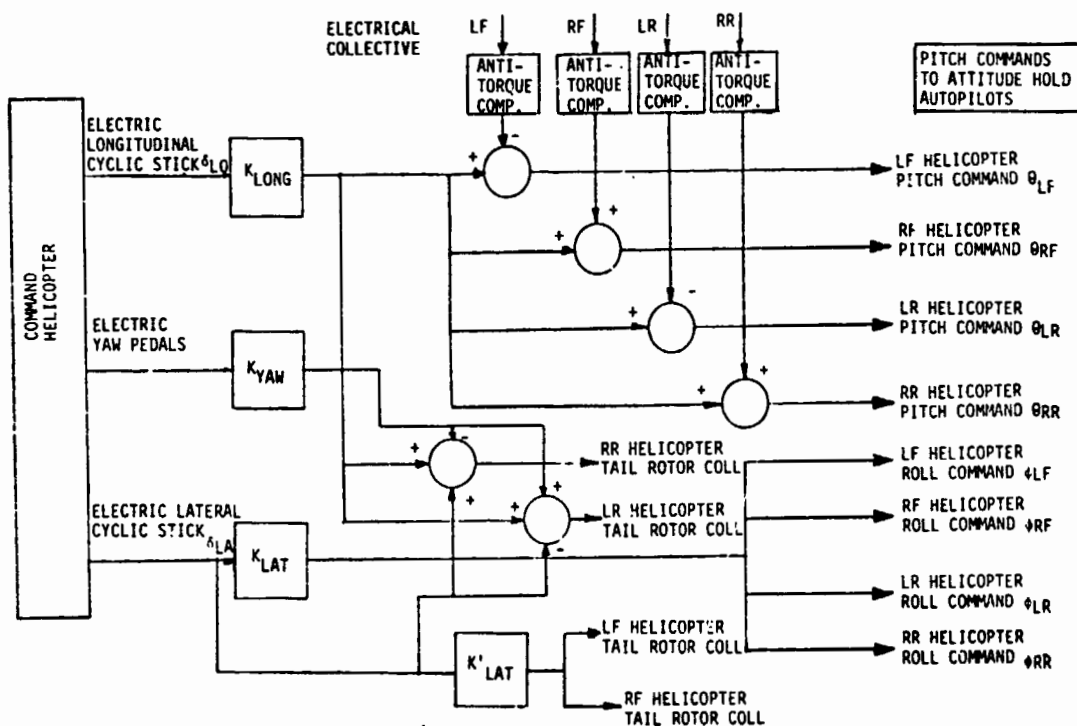 ELECTRICAL
COLLECTIVE
LF
RF
LR
RR
ANTI-
TORQUE
COMP.
ANTI-
TORQUE
COMP.
ANTI-
TORQUE
COMP.
ANTI-
TORQUE
COMP.
PITCH COMMANDS
TO ATTITUDE HOLD
AUTOPILOTS
COMMAND
HELICOPTER
ELECTRIC
LONGITUDINAL
CYCLIC STICK δLO
KLONG
+
-
LF HELICOPTER
PITCH COMMAND θLF
+
+
RF HELICOPTER
PITCH COMMAND θRF
+
-
LR HELICOPTER
PITCH COMMAND θLR
+
+
RR HELICOPTER
PITCH COMMAND θRR
ELECTRIC
YAW PEDALS
KYAW
+
-
+
RR HELICOPTER
TAIL ROTOR COLL
+
+
-
LR HELICOPTER
TAIL ROTOR COLL
ELECTRIC LATERAL
CYCLIC STICK δLA
KLAT
LF HELICOPTER
ROLL COMMAND ϕLF
RF HELICOPTER
ROLL COMMAND ϕRF
LR HELICOPTER
ROLL COMMAND ϕLR
RR HELICOPTER
ROLL COMMAND ϕRR
K'LAT
LF HELICOPTER
TAIL ROTOR COLL
RF HELICOPTER
TAIL ROTOR COLL